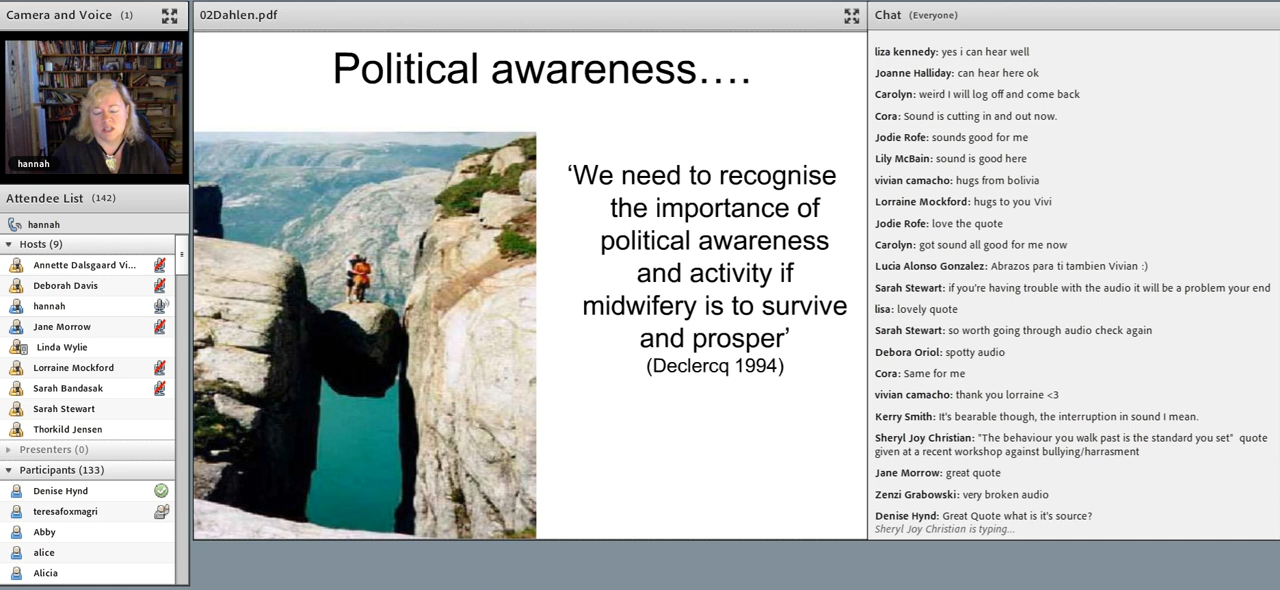 Camera and Voice (1)
hannah
Attendee List (142)
hannah
Hosts (9)
Annette Dalsgaard Vi...
Deborah Davis
hannah
Jane Morrow
Linda Wylie
Lorraine Mockford
Sarah Bandasak
Sarah Stewart
Thorkild Jensen
Presenters (0)
Participants (133)
Denise Hynd
teresafoxmagri
Abby
alice
Alicia
02Dahlen.pdf
Political awareness….
‘We need to recognise
the importance of
political awareness
and activity if
midwifery is to survive
and prosper’
(Declercq 1994)
Chat (Everyone)
liza kennedy: yes i can hear well
Joanne Halliday: can hear here ok
Carolyn: weird I will log off and come back
Cora: Sound is cutting in and out now.
Jodie Rofe: sounds good for me
Lily McBain: sound is good here
vivian camacho: hugs from bolivia
Lorraine Mockford: hugs to you Vivi
Jodie Rofe: love the quote
Carolyn: got sound all good for me now
Lucia Alonso Gonzalez: Abrazos para ti tambien Vivian :)
Sarah Stewart: if you're having trouble with the audio it will be a problem your end
lisa: lovely quote
Sarah Stewart: so worth going through audio check again
Debora Oriol: spotty audio
Cora: Same for me
vivian camacho: thank you lorraine <3
Kerry Smith: It's bearable though, the interruption in sound I mean.
Sheryl Joy Christian: "The behaviour you walk past is the standard you set" quote
given at a recent workshop against bullying/harrasment
Jane Morrow: great quote
Zenzi Grabowski: very broken audio
Denise Hynd: Great Quote what is it's source?
Sheryl Joy Christian is typing...